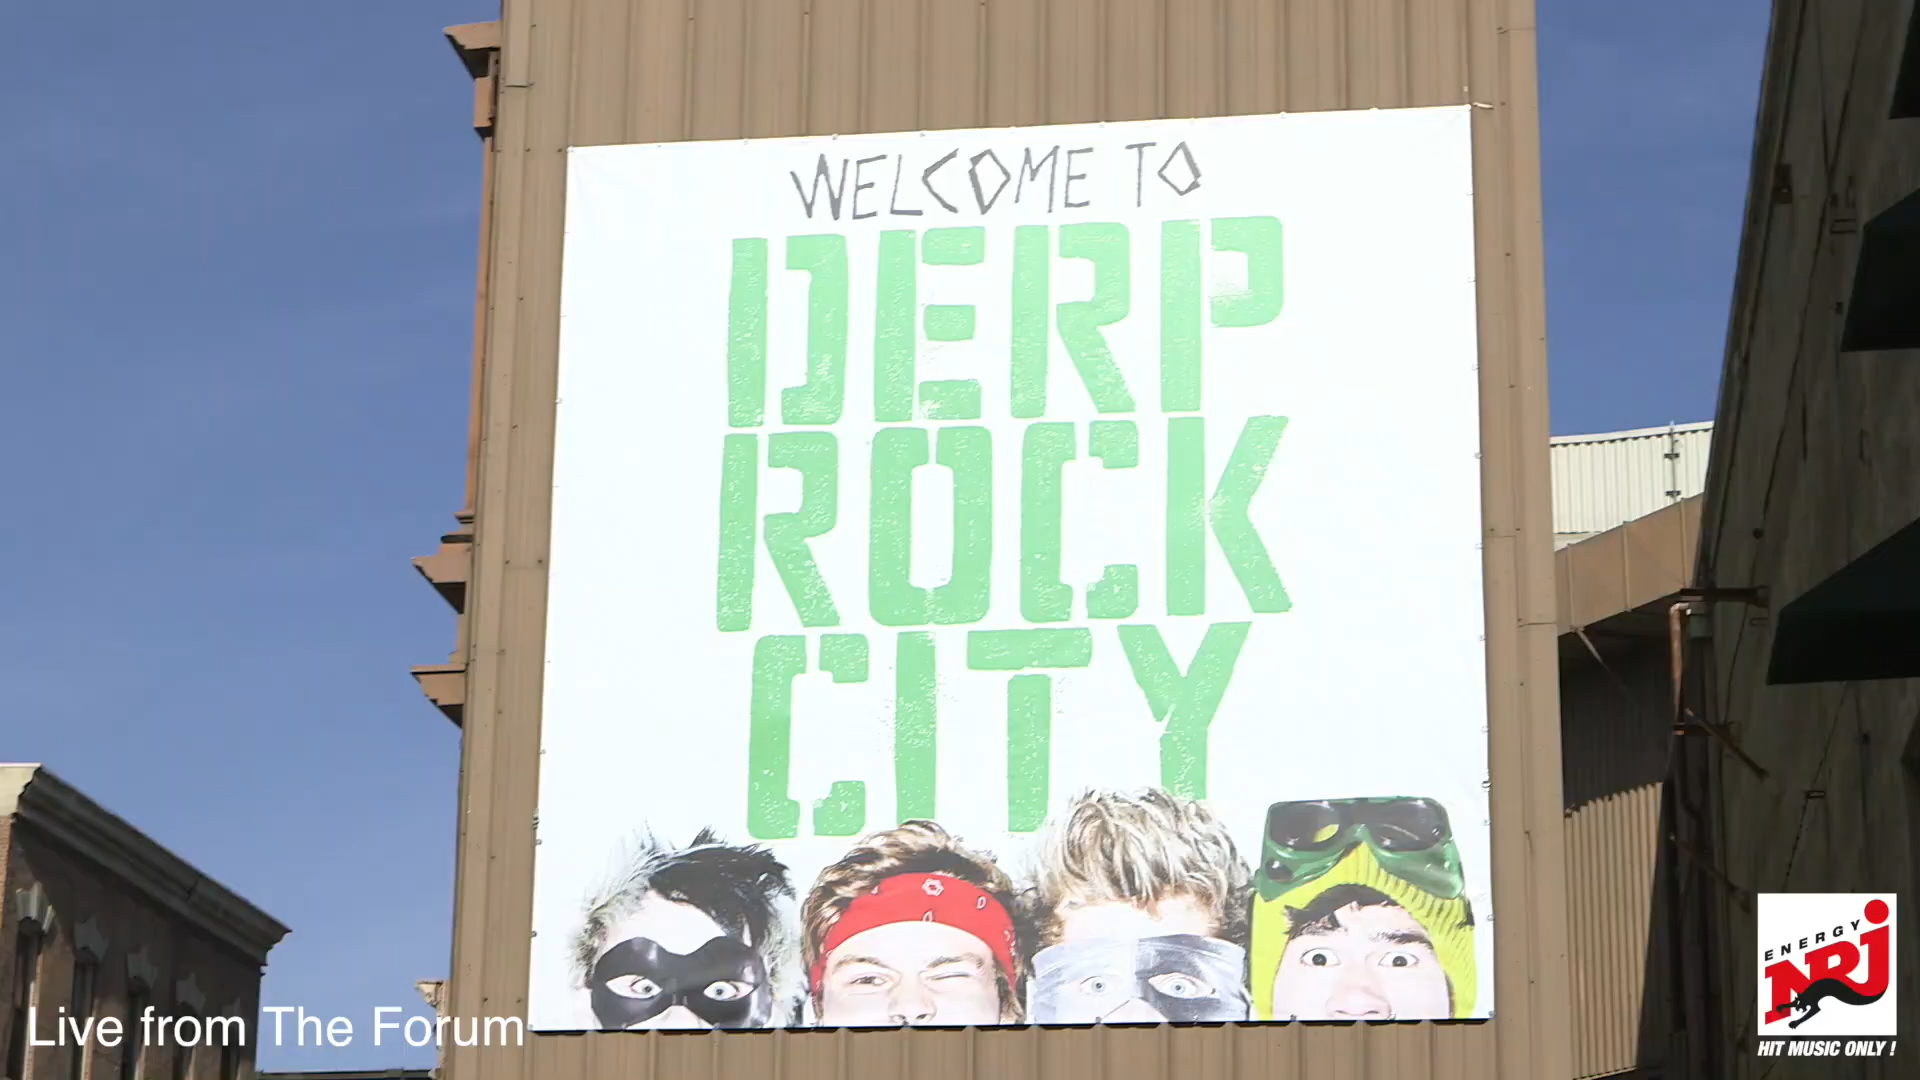 WELCOME TO
DERP
ROCK
CITY
Live from The Forum
ENERGY
NRJ
HIT MUSIC ONLY !